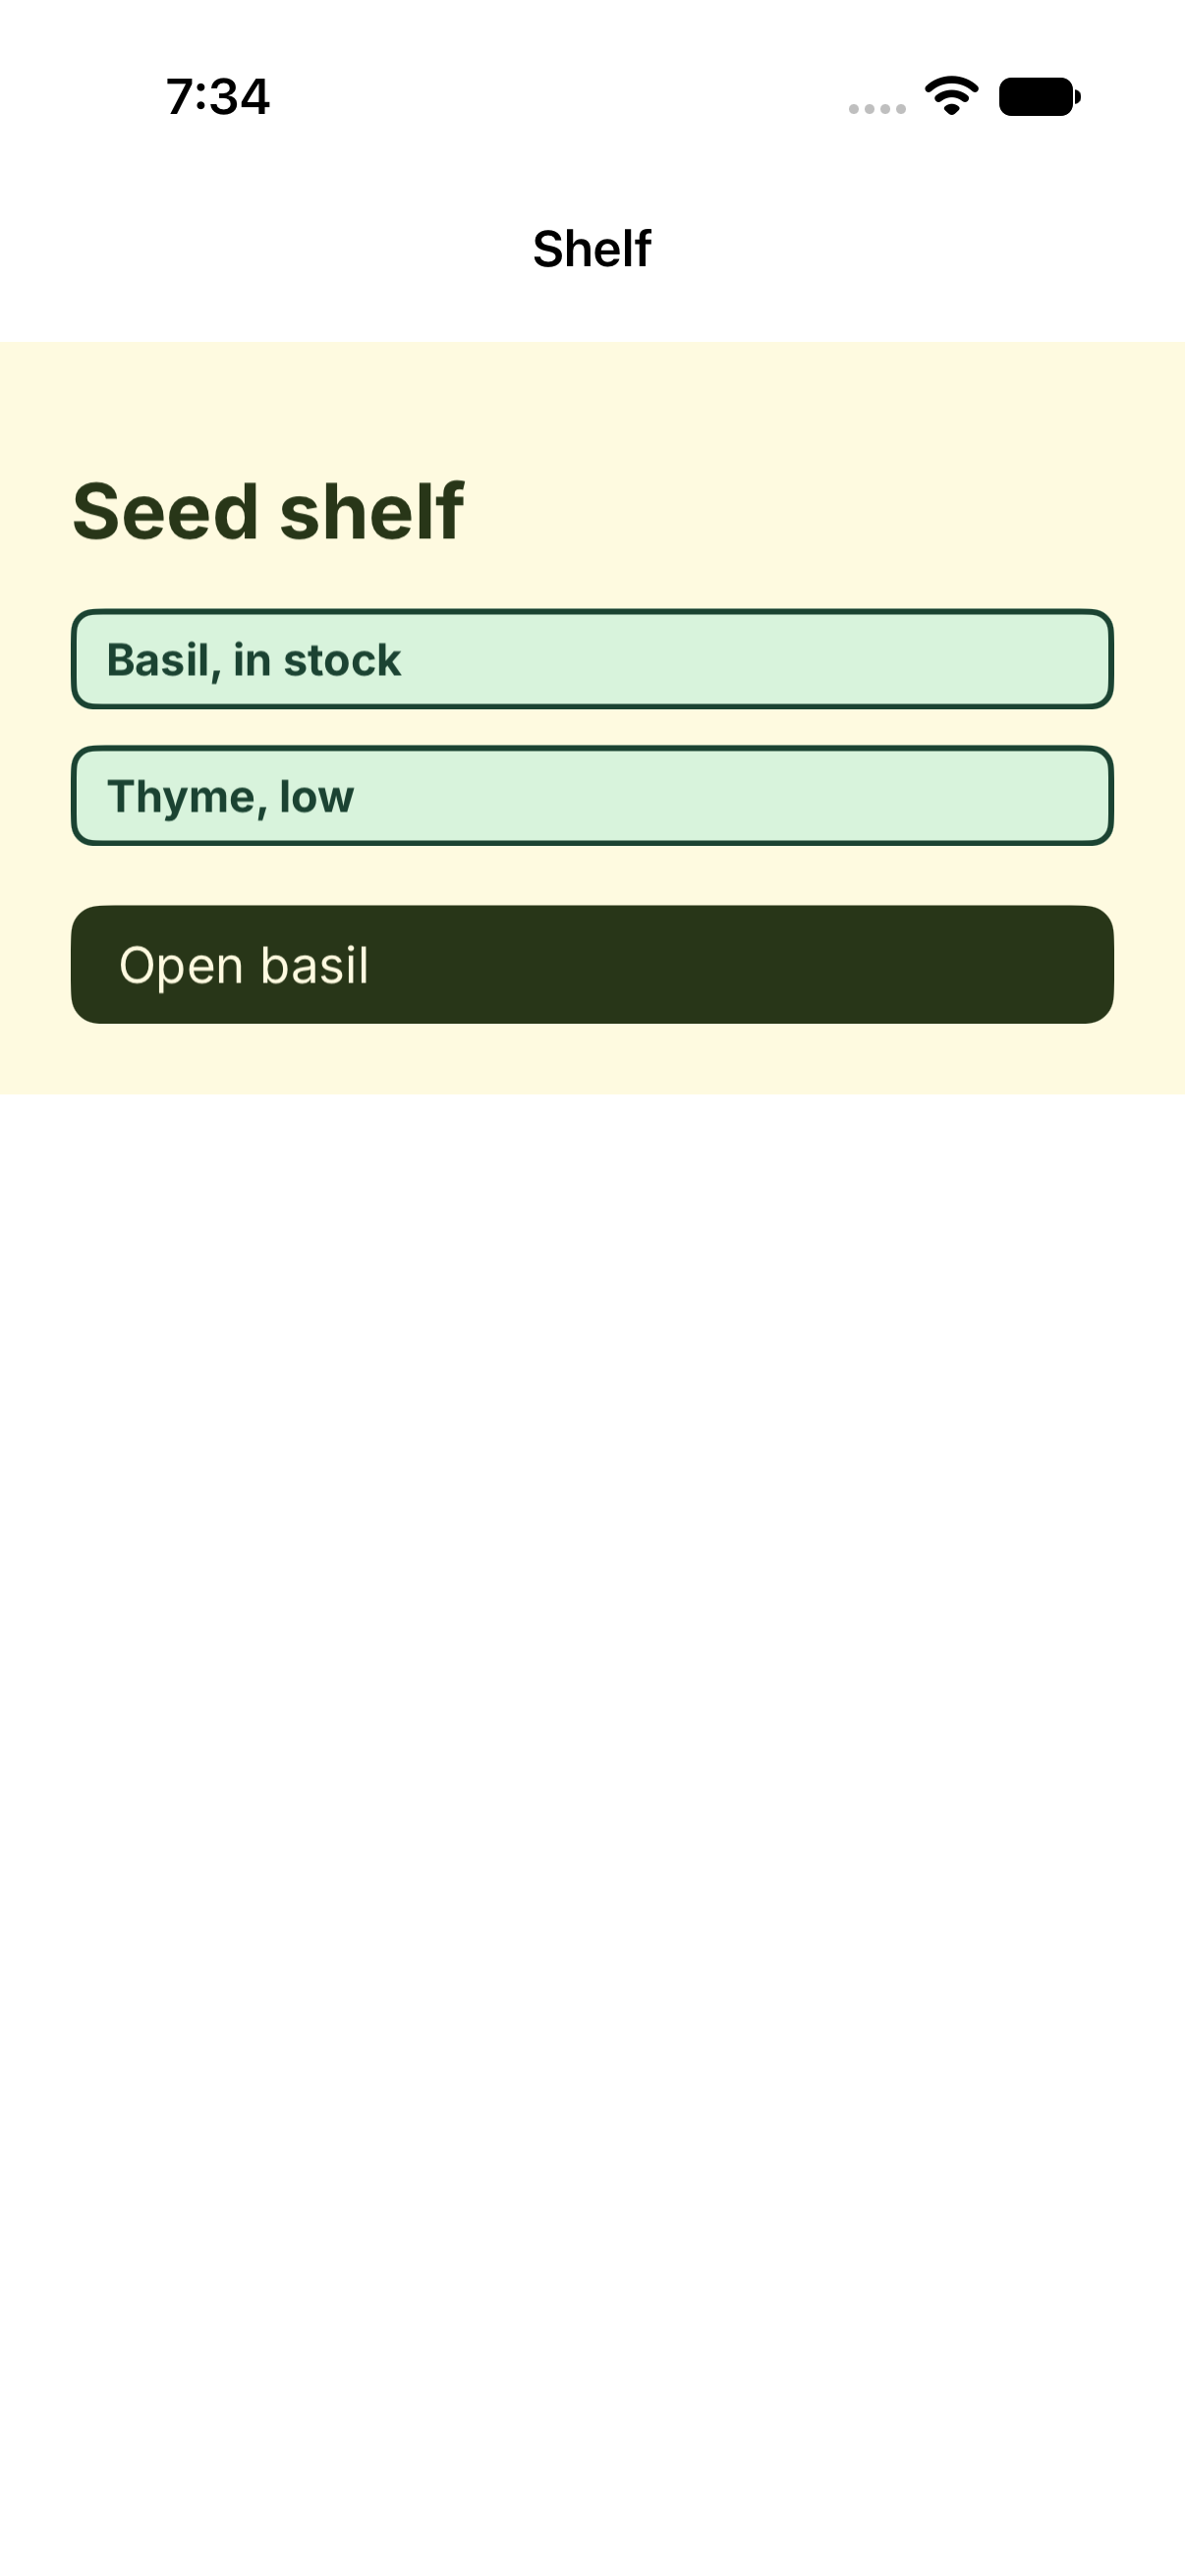 7:34
Shelf
Seed shelf
Basil, in stock
Thyme, low
Open basil